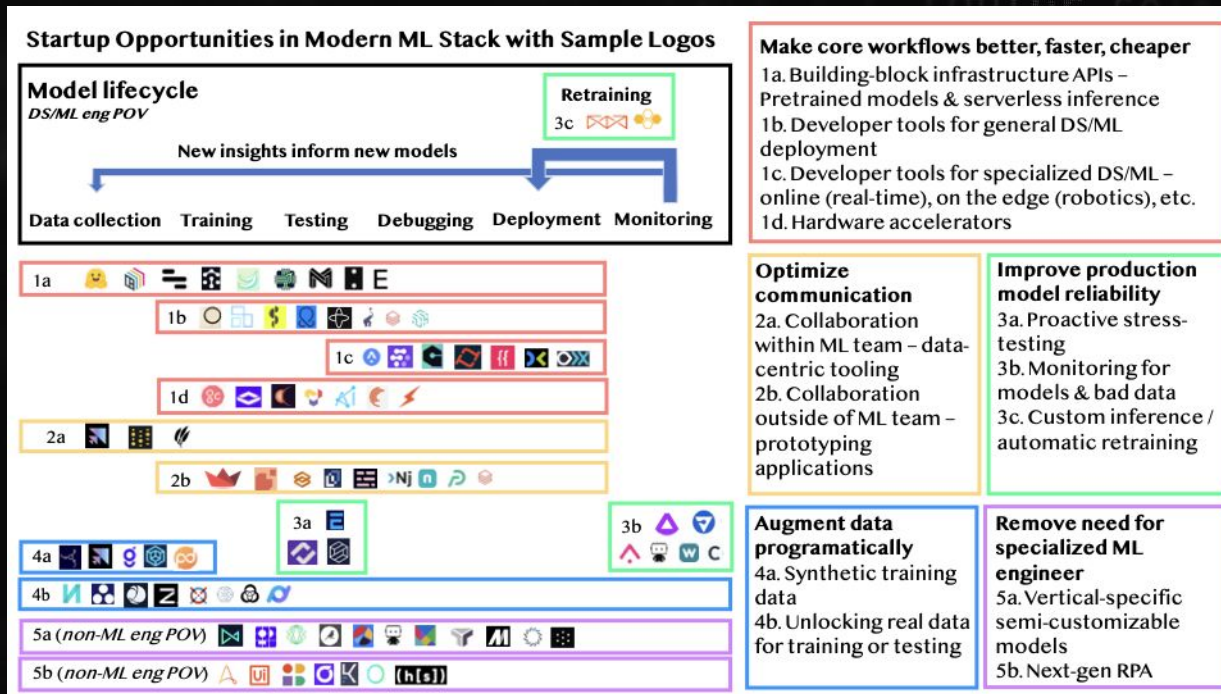 Startup Opportunities in Modern ML Stack with Sample Logos
Model lifecycle
DS/ML eng POV
Retraining
3c
New insights inform new models
Data collection Training Testing Debugging Deployment Monitoring
1a
E
1b
1c
1d
2a
2b
Nj
n
3a
3b
W C
4a
4b
5a (non-ML eng POV)
M
5b (non-ML eng POV)
Ui
(h[s])
Make core workflows better, faster, cheaper
1a. Building-block infrastructure APIs –
Pretrained models & serverless inference
1b. Developer tools for general DS/ML
deployment
1c. Developer tools for specialized DS/ML –
online (real-time), on the edge (robotics), etc.
1d. Hardware accelerators
Optimize
communication
2a. Collaboration
within ML team – data-
centric tooling
2b. Collaboration
outside of ML team –
prototyping
applications
Improve production
model reliability
3a. Proactive stress-
testing
3b. Monitoring for
models & bad data
3c. Custom inference /
automatic retraining
Augment data
programatically
4a. Synthetic training
data
4b. Unlocking real data
for training or testing
Remove need for
specialized ML
engineer
5a. Vertical-specific
semi-customizable
models
5b. Next-gen RPA